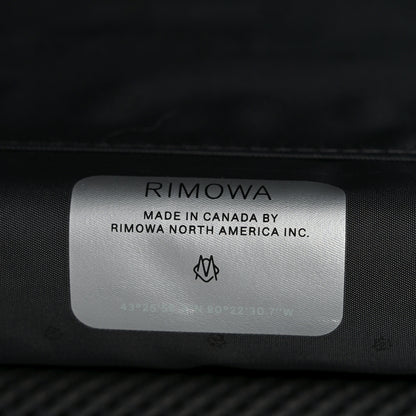 RIMOWA
MADE IN CANADA BY
RIMOWA NORTH AMERICA INC.